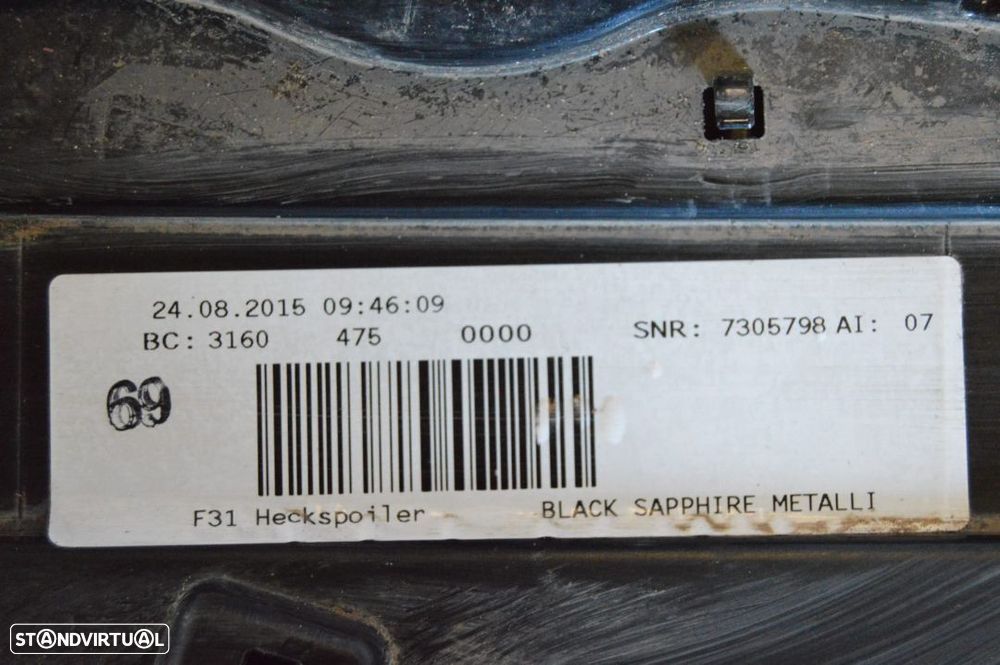 24.08.2015 09:46:09
BC: 3160 475 0000 SNR: 7305798 AI: 07
69
F31 Heckspoiler BLACK SAPPHIRE METALLI
STANDVIRTUAL